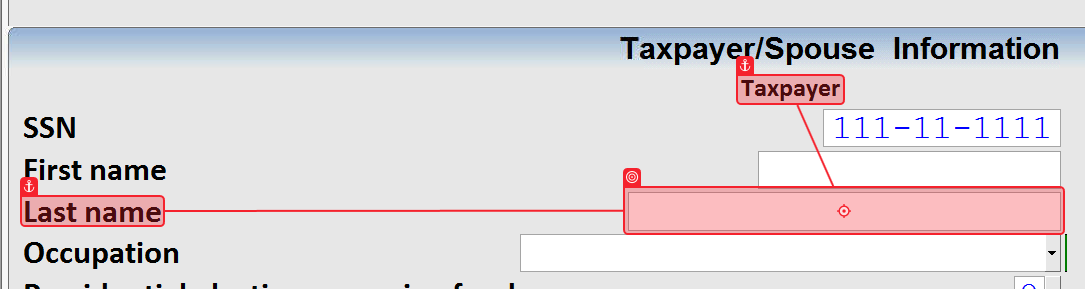 Taxpayer/Spouse Information
Taxpayer
SSN 111-11-1111
First name
Last name
Occupation